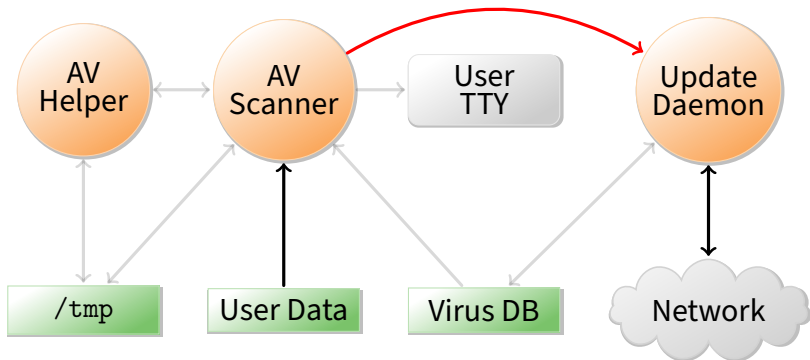 AV
Helper
AV
Scanner
User
TTY
Update
Daemon
/tmp
User Data
Virus DB
Network